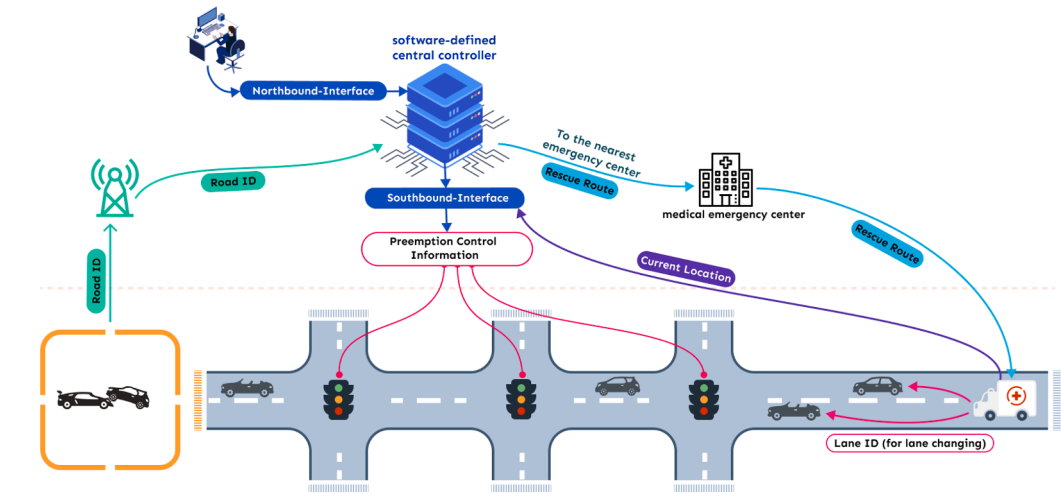 software-defined
central controller
Northbound-Interface
To the nearest
emergency center
Road ID
Rescue Route
Southbound-Interface
medical emergency center
Preemption Control
Information
Rescue Route
Current Location
Road ID
Lane ID (for lane changing)